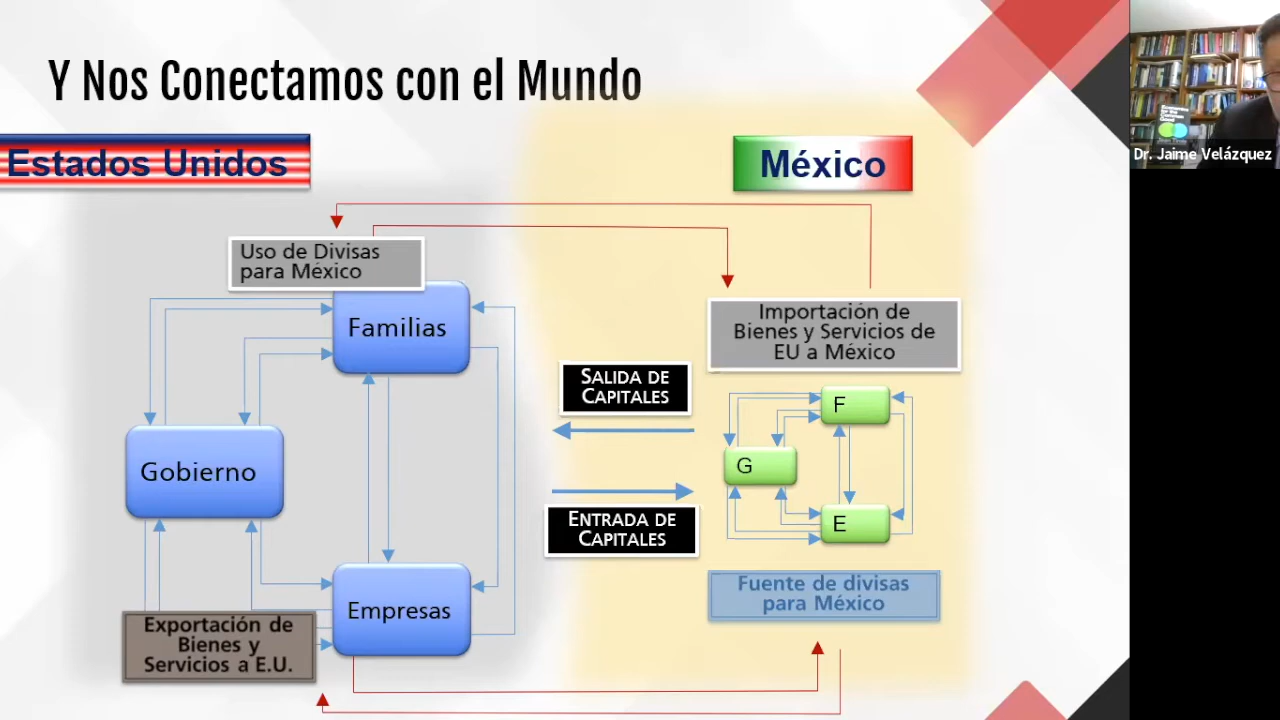 Y Nos Conectamos con el Mundo
Estados Unidos
México
Dr. Jaime Velázquez
Uso de Divisas
para México
Familias
Importación de
Bienes y Servicios de
EU a México
SALIDA DE
CAPITALES
F
G
Gobierno
ENTRADA DE
CAPITALES
E
Fuente de divisas
para México
Empresas
Exportación de
Bienes y
Servicios a E.U.